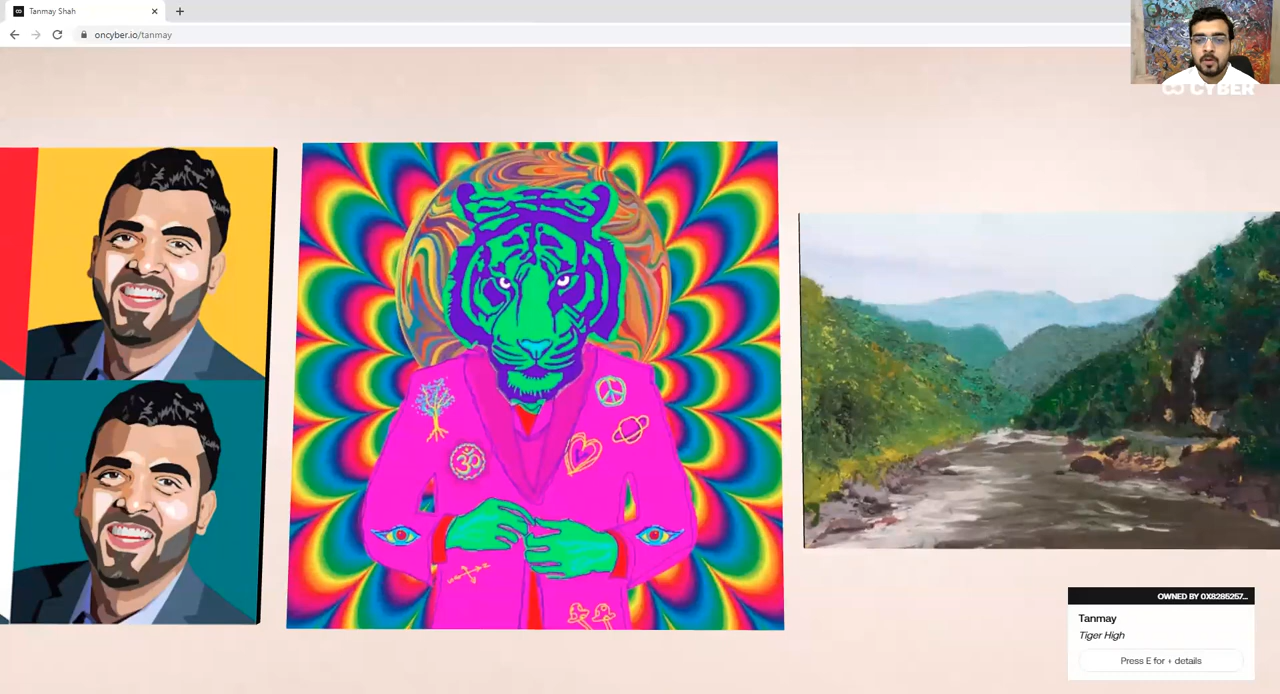 Tanmay Shah
oncyber.io/tanmay
CYBER
ॐ
OWNED BY 0X8285257...
Tanmay
Tiger High
Press E for + details